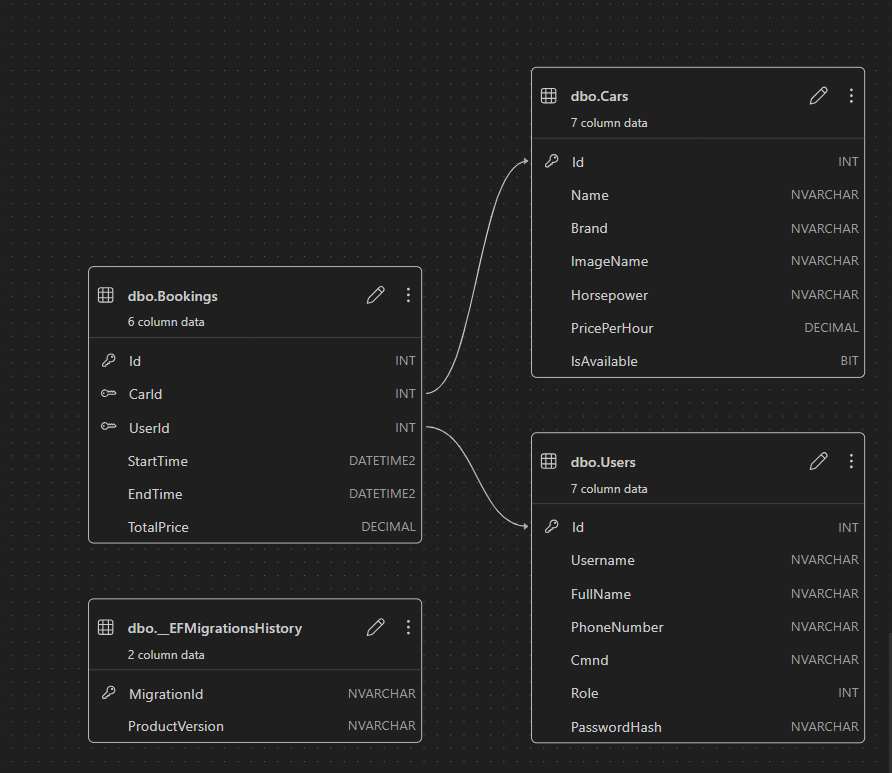 dbo.Cars
7 column data
Id INT
Name NVARCHAR
Brand NVARCHAR
ImageName NVARCHAR
Horsepower NVARCHAR
PricePerHour DECIMAL
IsAvailable BIT
dbo.Bookings
6 column data
Id INT
CarId INT
UserId INT
StartTime DATETIME2
EndTime DATETIME2
TotalPrice DECIMAL
dbo.Users
7 column data
Id INT
Username NVARCHAR
FullName NVARCHAR
PhoneNumber NVARCHAR
Cmnd NVARCHAR
Role INT
PasswordHash NVARCHAR
dbo.__EFMigrationsHistory
2 column data
MigrationId NVARCHAR
ProductVersion NVARCHAR